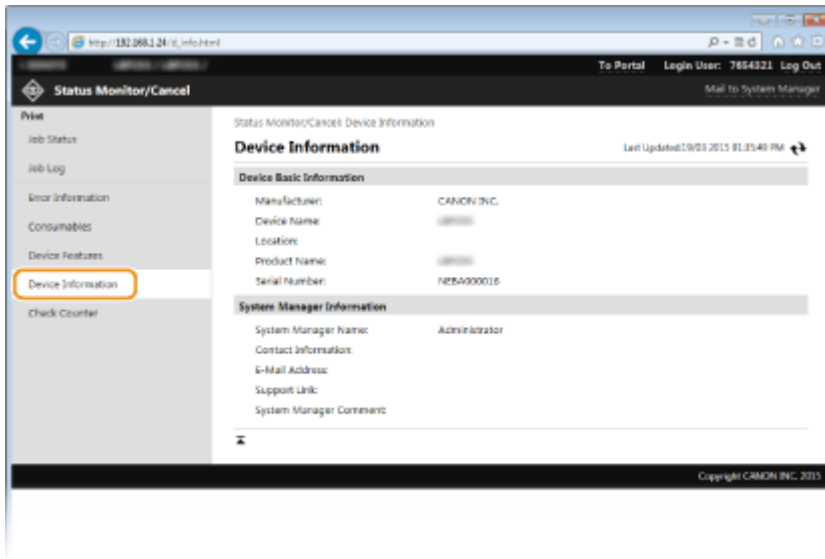 http://192.168.1.24/d_info.html
To Portal Login User: 7654321 Log Out
Status Monitor/Cancel
Mail to System Manager
Print
Job Status
Job Log
Error Information
Consumables
Device Features
Device Information
Check Counter
Status Monitor/Cancel: Device Information
Device Information
Last Updated:19/03 2015 01:35:40 PM
Device Basic Information
Manufacturer: CANON INC.
Device Name:
Location:
Product Name:
Serial Number: NEBA000016
System Manager Information
System Manager Name: Administrator
Contact Information:
E-Mail Address:
Support Link:
System Manager Comment:
Copyright CANON INC. 2015